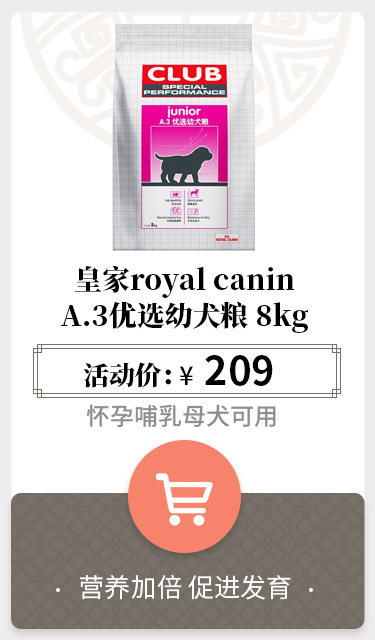 CLUB
SPECIAL
PERFORMANCE
junior
A.3 优选幼犬粮
8kg
ROYAL CANIN
皇家royal canin
A.3优选幼犬粮 8kg
活动价:¥ 209
怀孕哺乳母犬可用
· 营养加倍 促进发育 ·